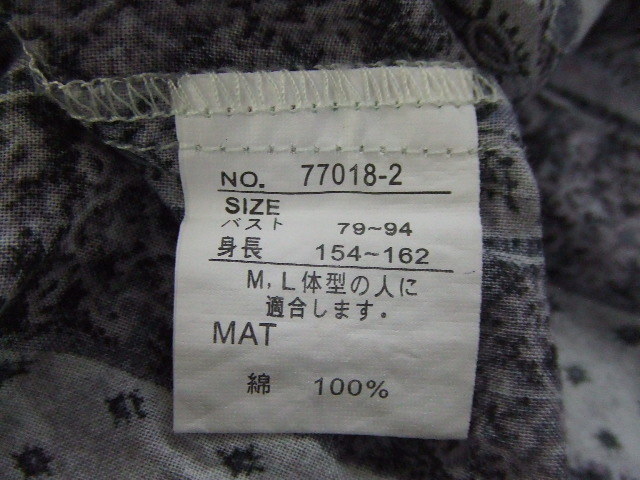 NO. 77018-2
SIZE
バスト 79~94
身長 154~162
M,L体型の人に
適合します。
MAT
綿 100%